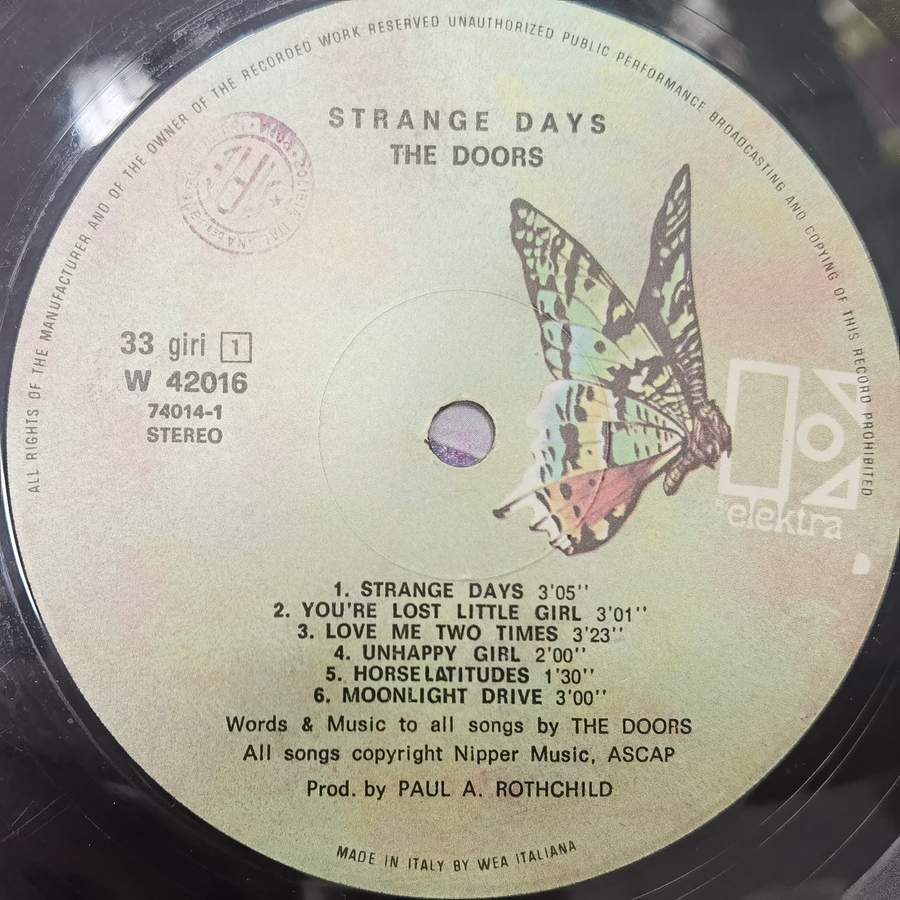 ALL RIGHTS OF THE MANUFACTURER AND OF THE OWNER OF THE RECORDED WORK RESERVED UNAUTHORIZED PUBLIC PERFORMANCE BROADCASTING AND COPYING OF THIS RECORD PROHIBITED
STRANGE DAYS
THE DOORS
33 giri 1
W 42016
74014-1
STEREO
elektra
1. STRANGE DAYS 3'05''
2. YOU'RE LOST LITTLE GIRL 3'01''
3. LOVE ME TWO TIMES 3'23''
4. UNHAPPY GIRL 2'00''
5. HORSE LATITUDES 1'30''
6. MOONLIGHT DRIVE 3'00''
Words & Music to all songs by THE DOORS
All songs copyright Nipper Music, ASCAP
Prod. by PAUL A. ROTHCHILD
MADE IN ITALY BY WEA ITALIANA